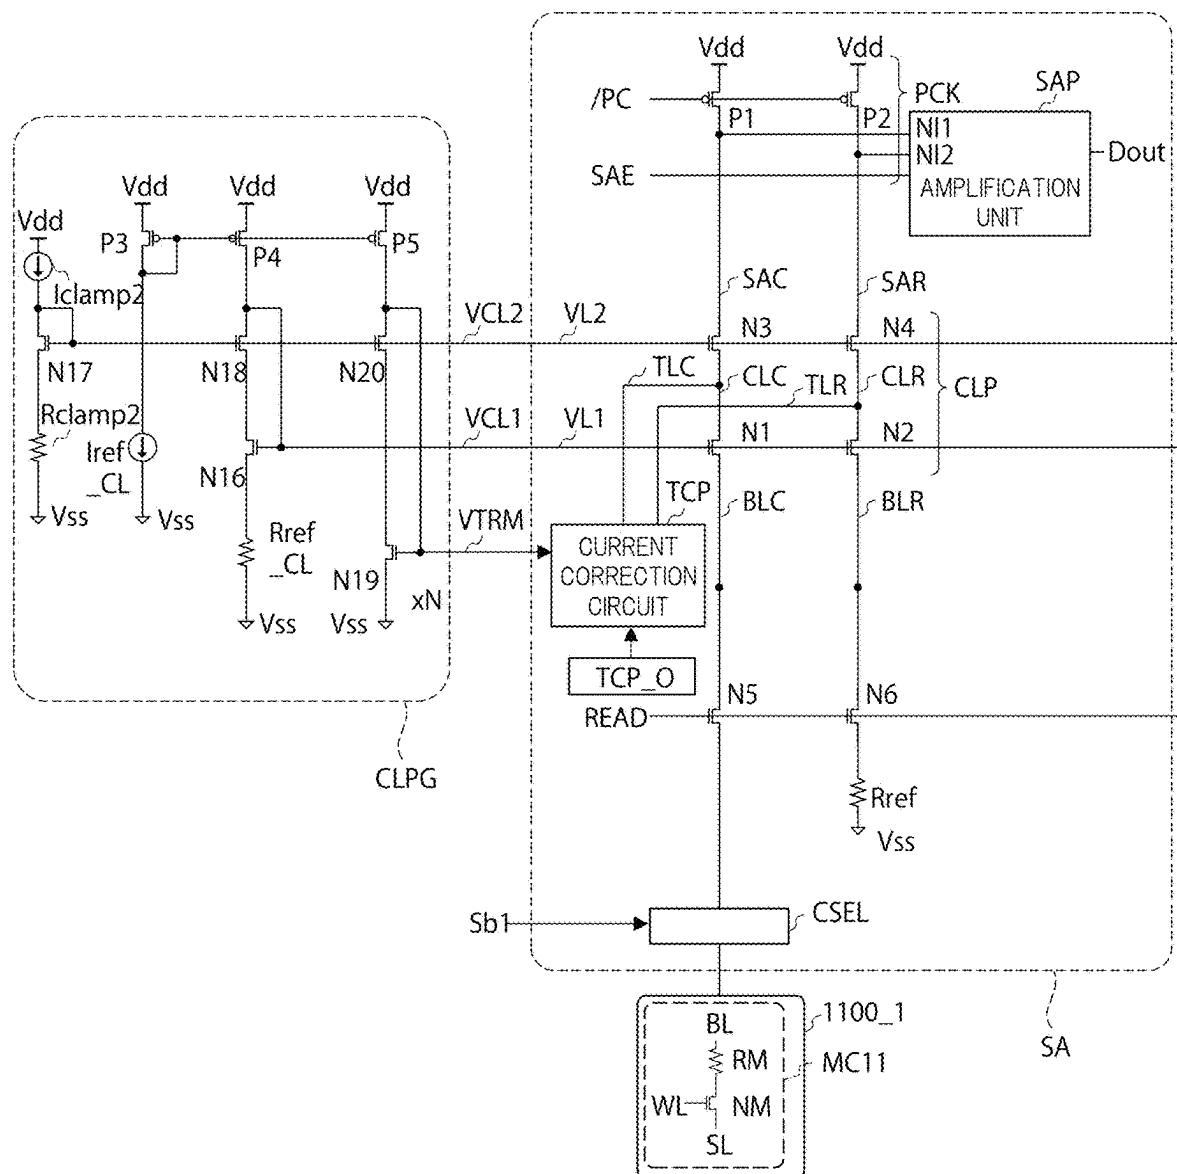 Vdd
Vdd
/PC
PCK
SAP
P1
P2
NI1
NI2
Dout
SAE
AMPLIFICATION
UNIT
Vdd
Vdd
Vdd
Vdd
P3
P4
P5
Iclamp2
SAC
SAR
VCL2
VL2
N3
N4
N17
N18
N20
TLC
CLC
TLR
CLR
CLP
Rclamp2
VCL1
VL1
N1
N2
Iref
_CL
N16
TCP
BLC
BLR
Vss
Vss
Rref
_CL
VTRM
CURRENT
CORRECTION
CIRCUIT
N19
xN
Vss
Vss
TCP_O
N5
N6
READ
CLPG
Rref
Vss
Sb1
CSEL
1100_1
SA
BL
RM
MC11
WL
NM
SL